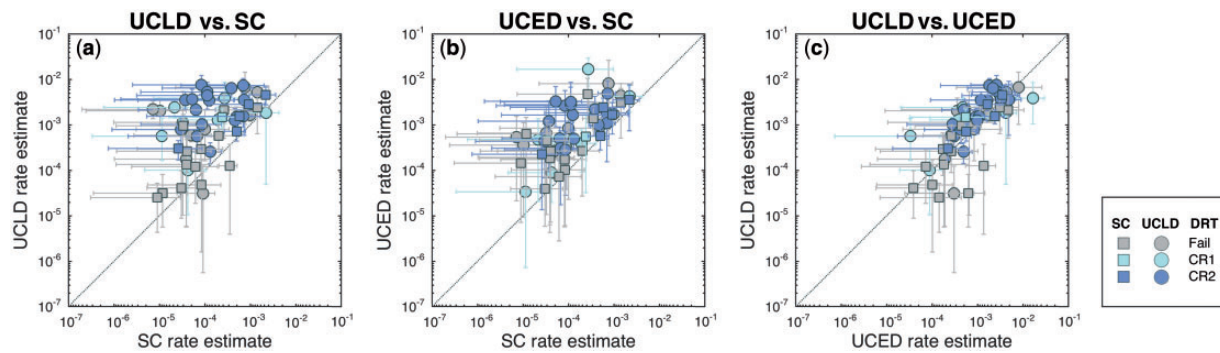 UCLD vs. SC
UCED vs. SC
UCLD vs. UCED
(a)
(b)
(c)
UCLD rate estimate
10-1
10-2
10-3
10-4
10-5
10-6
10-7
10-7 10-6 10-5 10-4 10-3 10-2 10-1
SC rate estimate
UCED rate estimate
10-1
10-2
10-3
10-4
10-5
10-6
10-7
10-7 10-6 10-5 10-4 10-3 10-2 10-1
SC rate estimate
UCLD rate estimate
10-1
10-2
10-3
10-4
10-5
10-6
10-7
10-7 10-6 10-5 10-4 10-3 10-2 10-1
UCED rate estimate
SC UCLD DRT
Fail
CR1
CR2